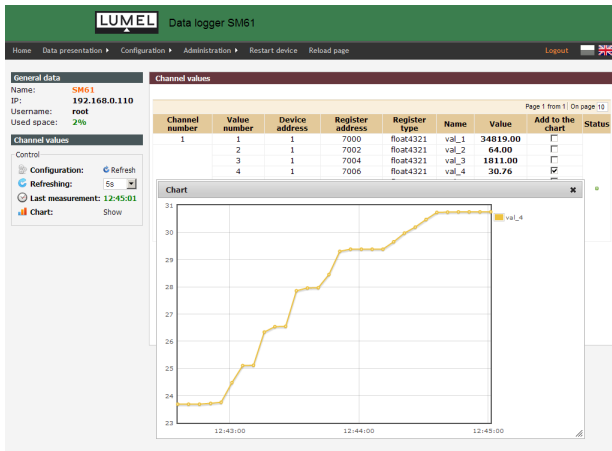 LUMEL Data logger SM61
Home Data presentation Configuration Administration Restart device Reload page Logout
General data
Name: SM61
IP: 192.168.0.110
Username: root
Used space: 2%
Channel values
Control
Configuration: Refresh
Refreshing: 5s
Last measurement: 12:45:01
Chart: Show
Channel values
Page 1 from 1 On page 10
Channel number Value number Device address Register address Register type Name Value Add to the chart Status
1 1 1 7000 float4321 val_1 34819.00
2 1 7002 float4321 val_2 64.00
3 1 7004 float4321 val_3 1811.00
4 1 7006 float4321 val_4 30.76
Chart
val_4
31
30
29
28
27
26
25
24
23
12:43:00 12:44:00 12:45:00